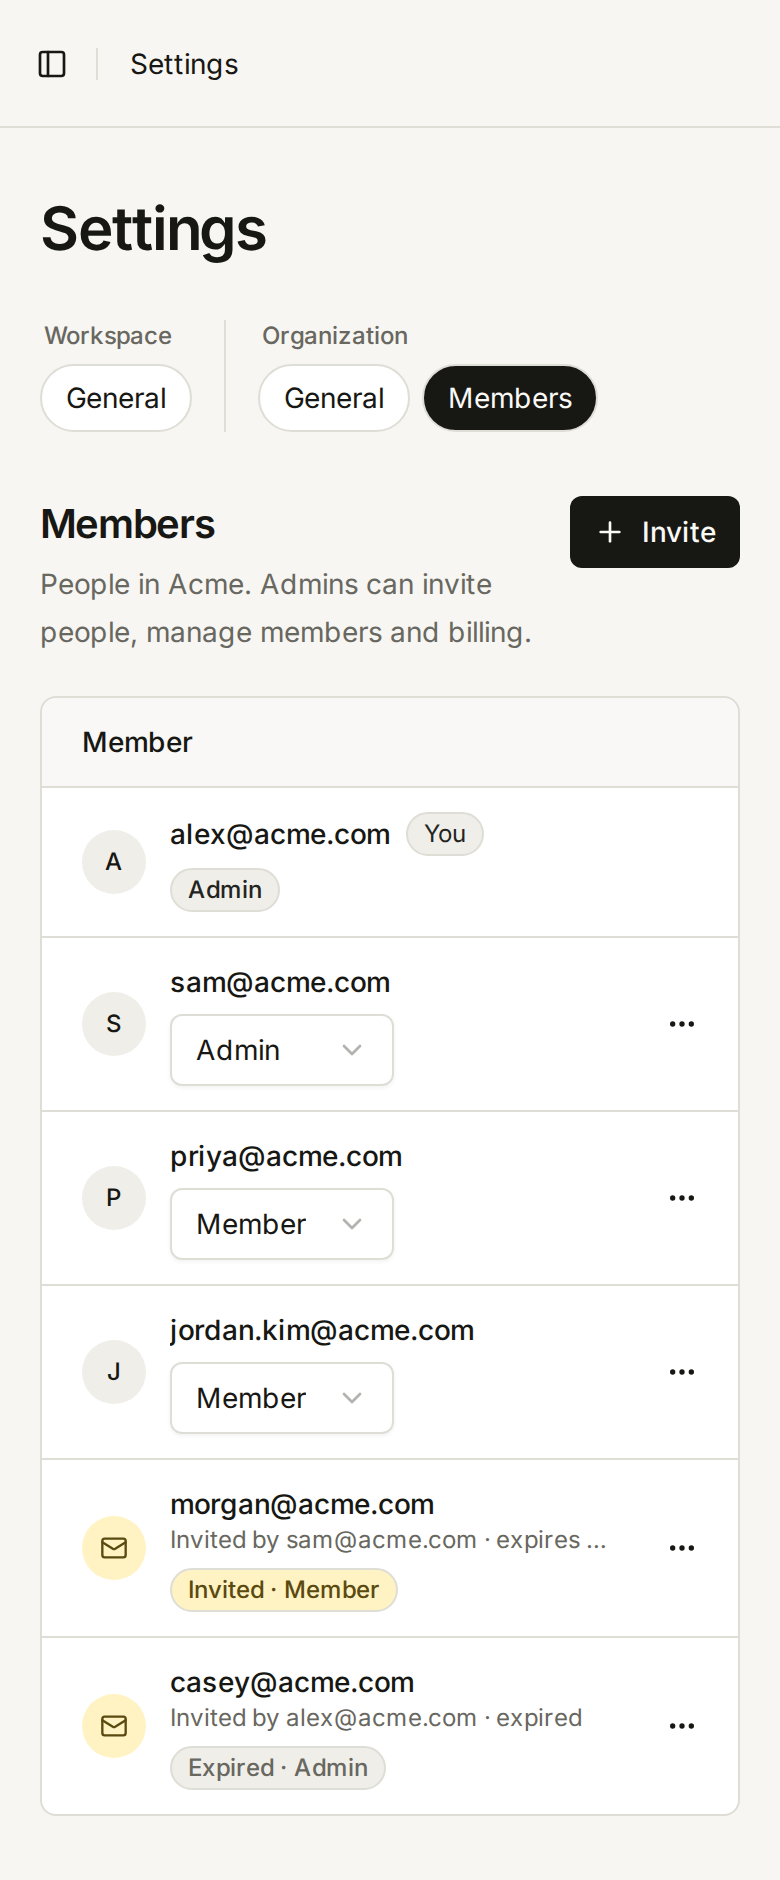 Settings
Settings
Workspace
Organization
General
General
Members
Members
Invite
People in Acme. Admins can invite
people, manage members and billing.
Member
A
alex@acme.com
You
Admin
S
sam@acme.com
Admin
P
priya@acme.com
Member
J
jordan.kim@acme.com
Member
morgan@acme.com
Invited by sam@acme.com · expires ...
Invited · Member
casey@acme.com
Invited by alex@acme.com · expired
Expired · Admin